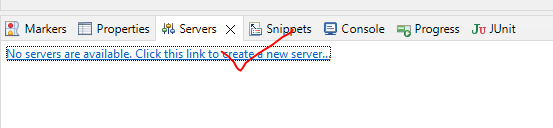 Markers Properties Servers Snippets Console Progress JUnit
No servers are available. Click this link to create a new server...